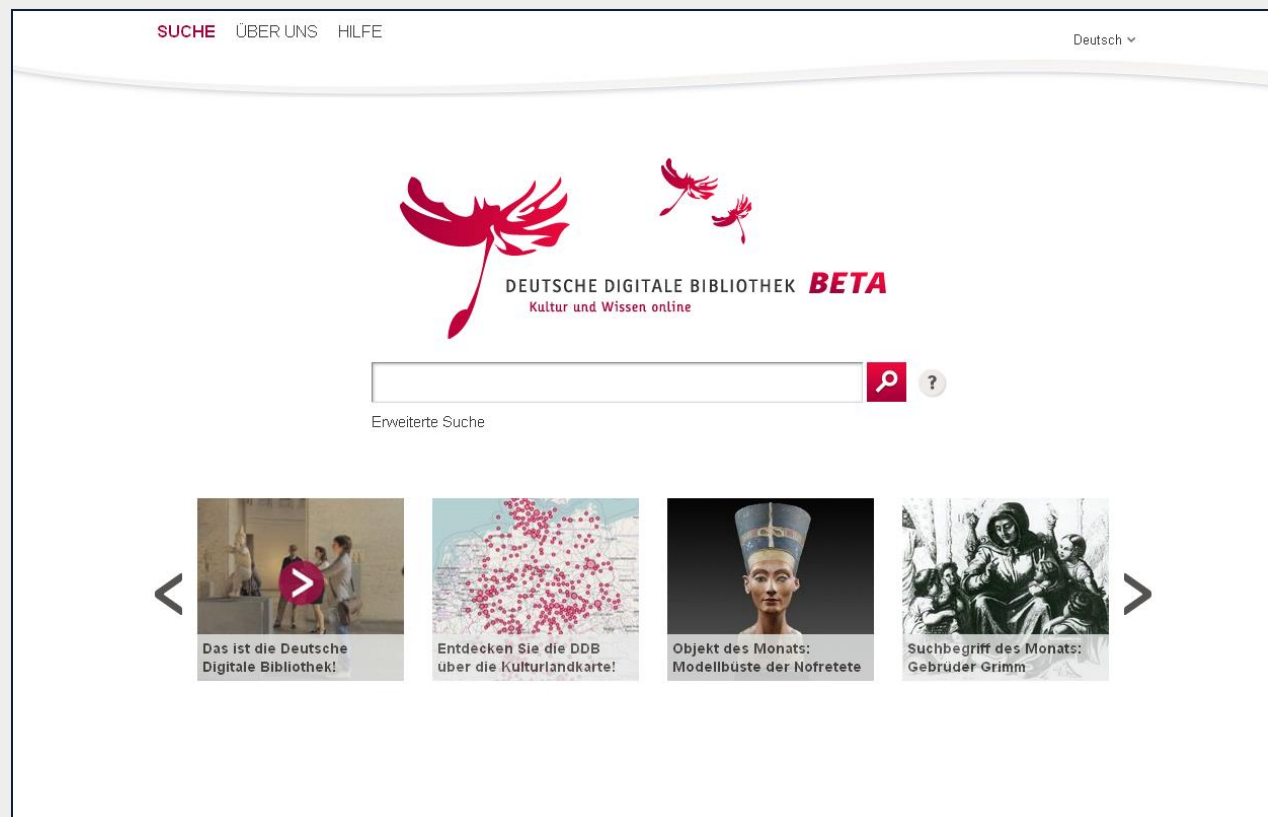 SUCHE ÜBER UNS HILFE
Deutsch
DEUTSCHE DIGITALE BIBLIOTHEK BETA
Kultur und Wissen online
?
Erweiterte Suche
Das ist die Deutsche
Digitale Bibliothek!
Entdecken Sie die DDB
über die Kulturlandkarte!
Objekt des Monats:
Modellbüste der Nofretete
Suchbegriff des Monats:
Gebrüder Grimm